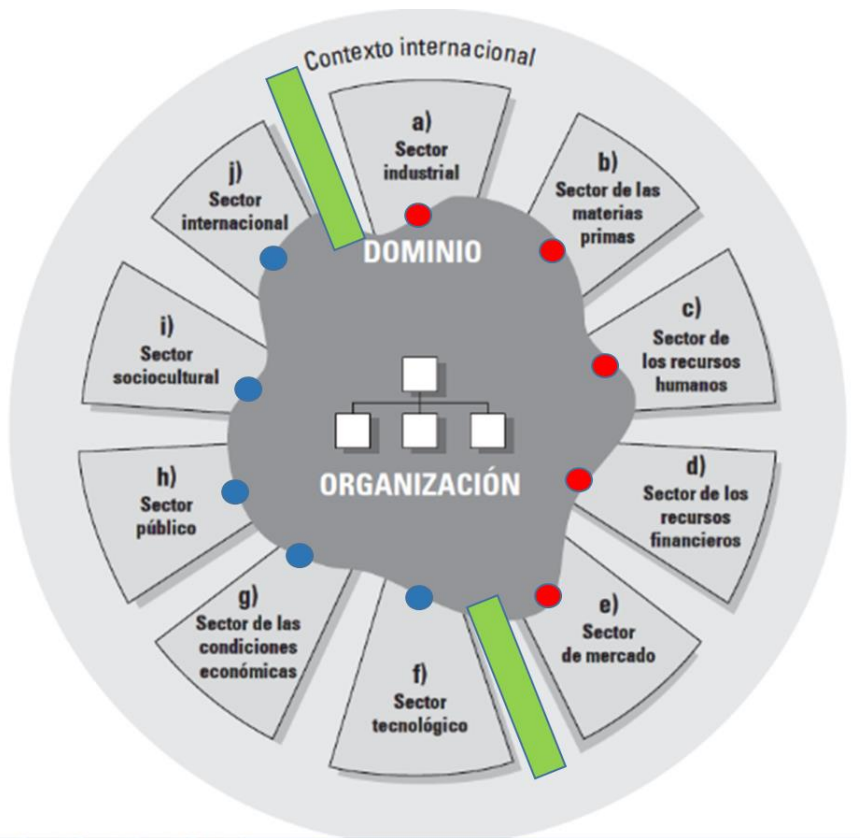 Contexto internacional
a)
Sector
industrial
b)
Sector de las
materias
primas
c)
Sector de
los recursos
humanos
d)
Sector de los
recursos
financieros
e)
Sector
de mercado
f)
Sector
tecnológico
g)
Sector de las
condiciones
económicas
h)
Sector
público
i)
Sector
sociocultural
j)
Sector
internacional
DOMINIO
ORGANIZACIÓN